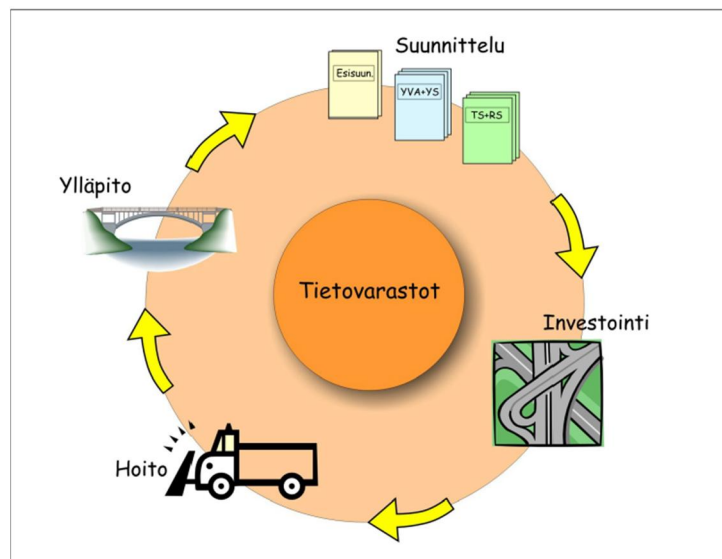 Suunnittelu
Esisuun.
YVA+YS
TS+RS
Ylläpito
Tietovarastot
Investointi
Hoito